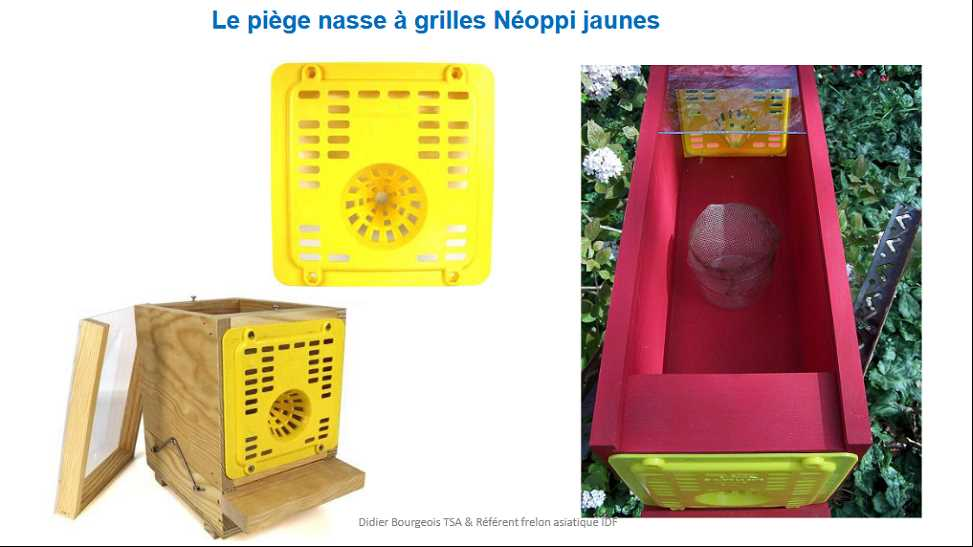 Le piège nasse à grilles Néoppi jaunes
Didier Bourgeois TSA & Référent frelon asiatique IDF